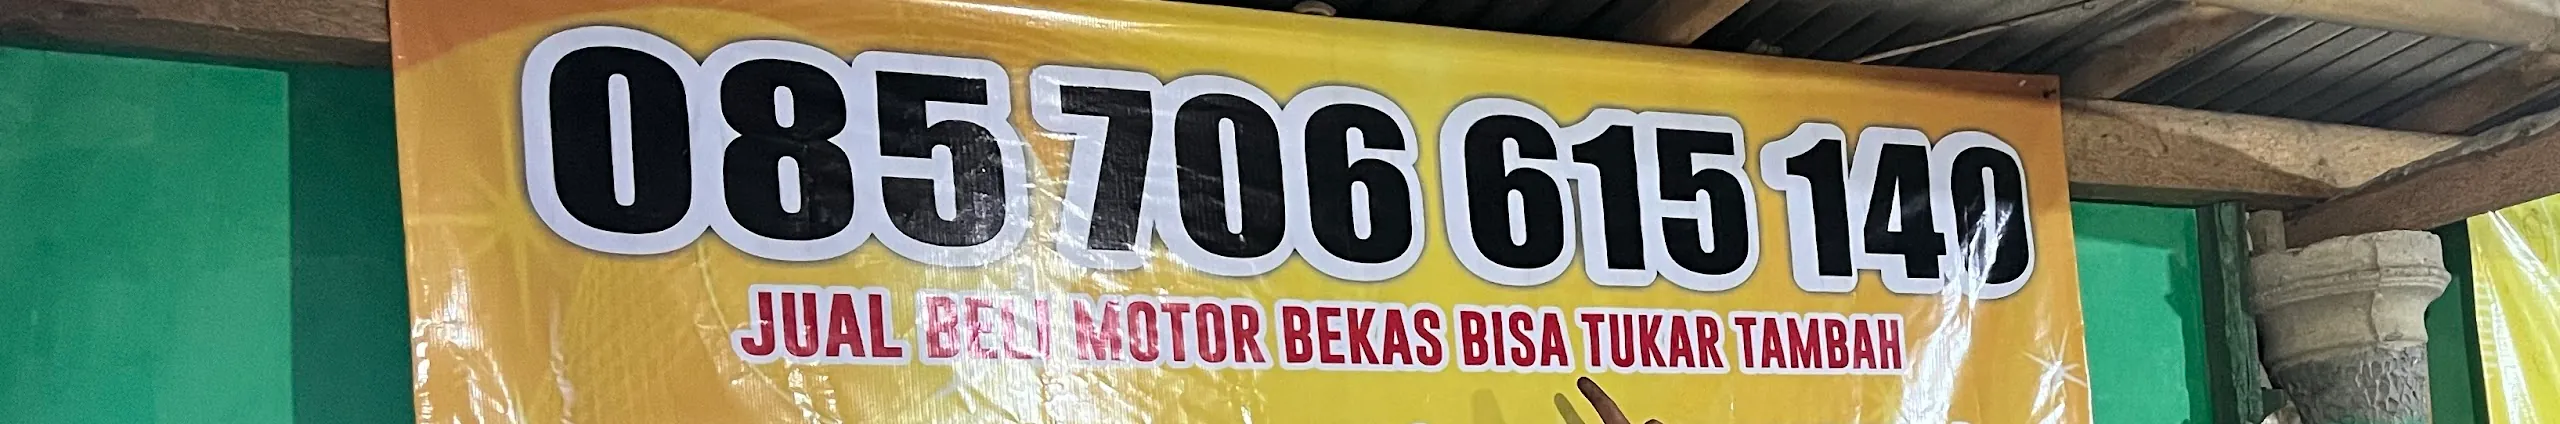 085 706 615 140
JUAL BELI MOTOR BEKAS BISA TUKAR TAMBAH